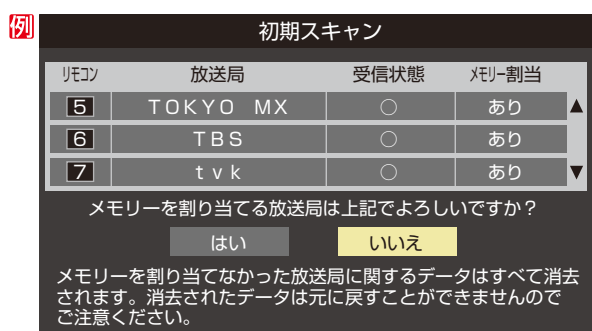 例
初期スキャン
ﾘﾓｺﾝ 放送局 受信状態 ﾒﾓﾘｰ割当
5 TOKYO MX ○ あり ▲
6 TBS ○ あり
7 tvk ○ あり ▼
メモリーを割り当てる放送局は上記でよろしいですか？
はい いいえ
メモリーを割り当てなかった放送局に関するデータはすべて消去
されます。消去されたデータは元に戻すことができませんので
ご注意ください。